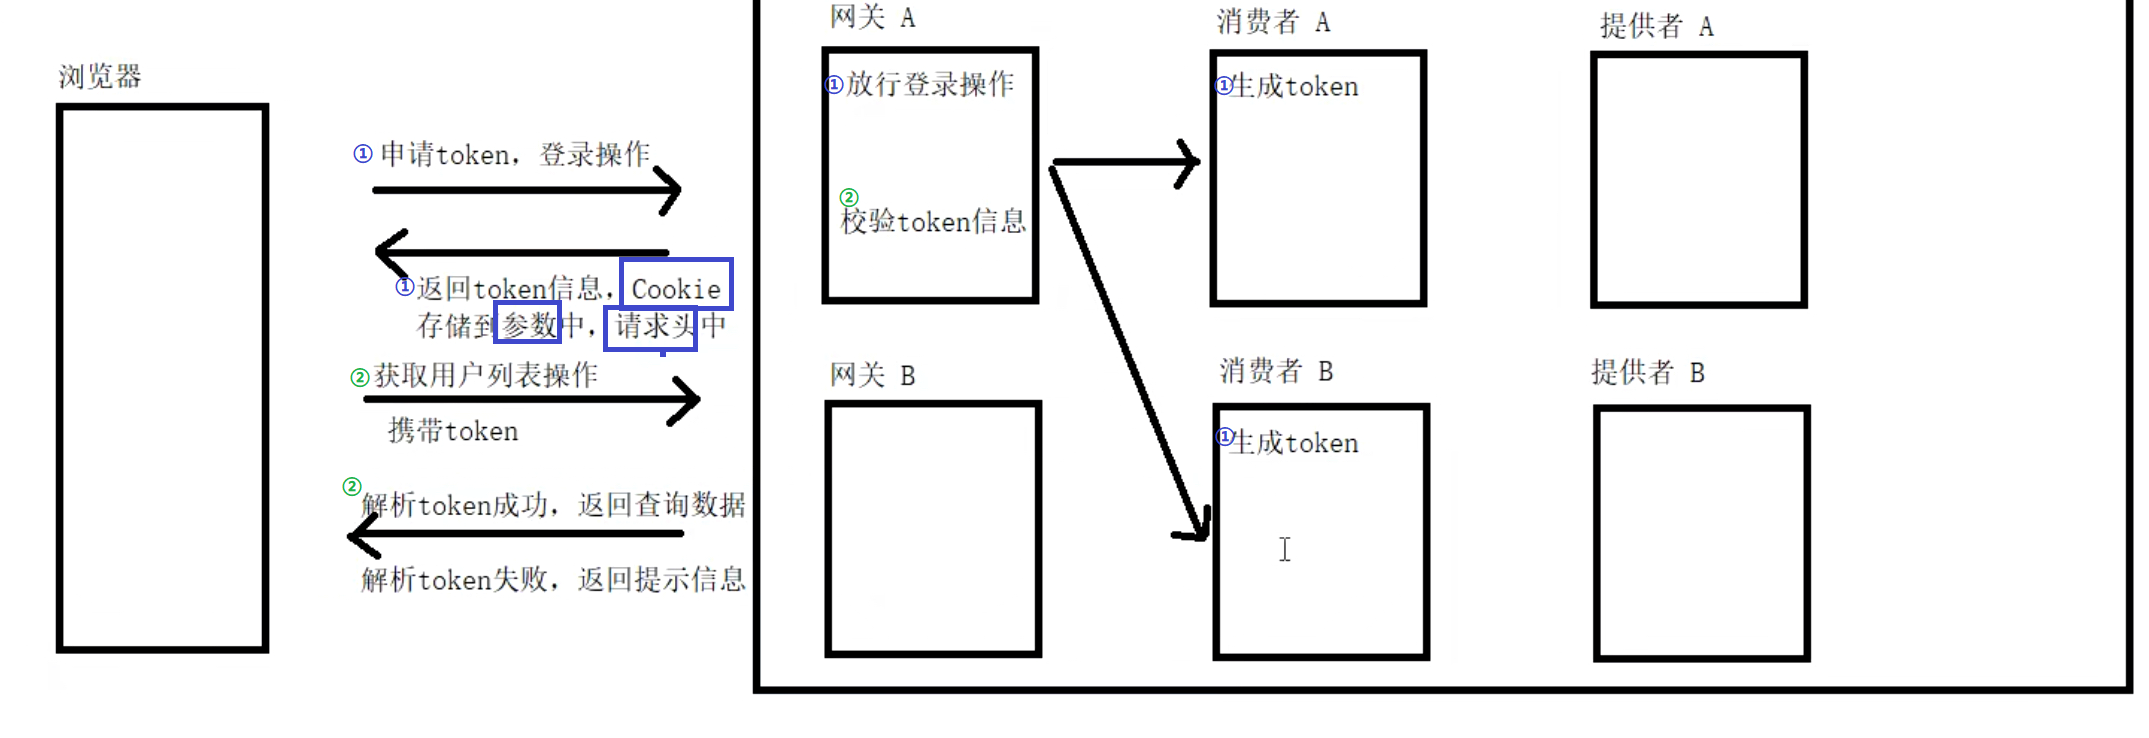 浏览器
①申请token，登录操作
①返回token信息，Cookie
存储到参数中，请求头中
②获取用户列表操作
携带token
②
解析token成功，返回查询数据
解析token失败，返回提示信息
网关 A
①放行登录操作
②
校验token信息
消费者 A
①生成token
提供者 A
网关 B
消费者 B
①生成token
提供者 B